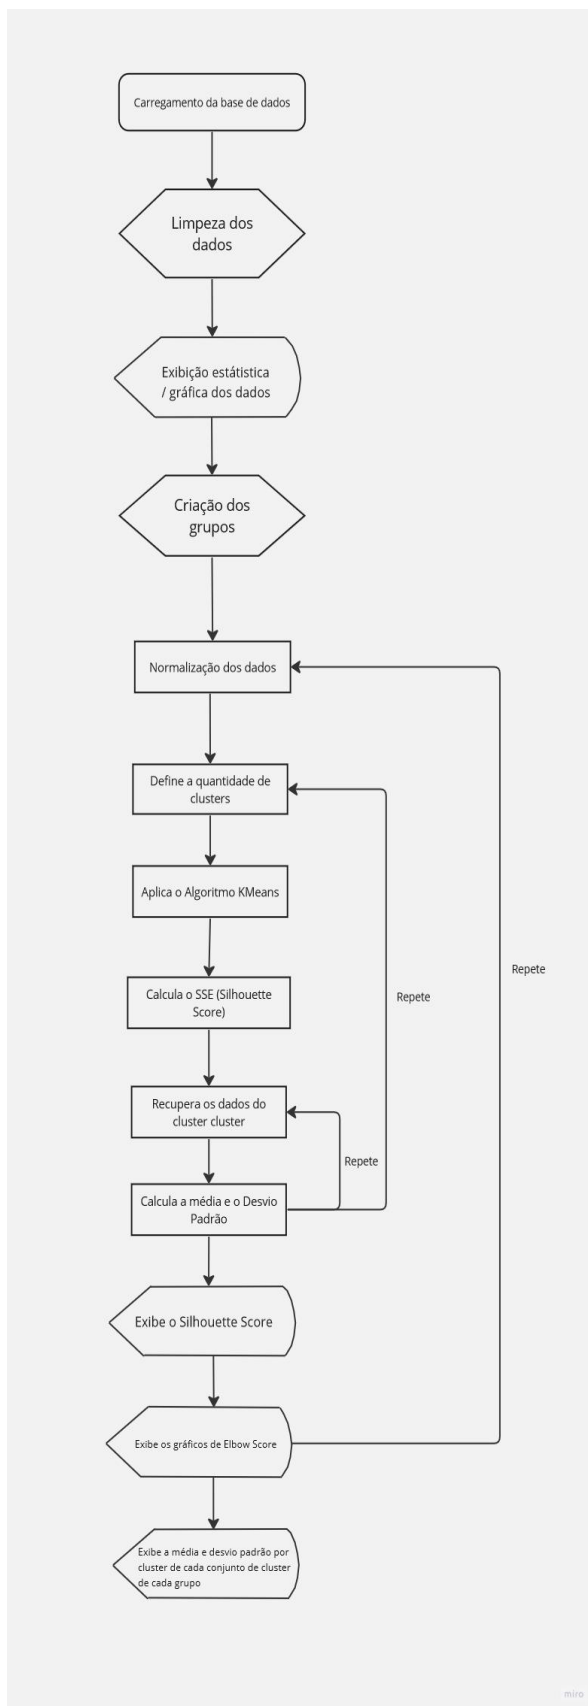 Carregamento da base de dados
Limpeza dos
dados
Exibição estátistica
/ gráfica dos dados
Criação dos
grupos
Normalização dos dados
Define a quantidade de
clusters
Aplica o Algoritmo KMeans
Repete
Calcula o SSE (Silhouette
Score)
Repete
Recupera os dados do
cluster cluster
Repete
Calcula a média e o Desvio
Padrão
Exibe o Silhouette Score
Exibe os gráficos de Elbow Score
Exibe a média e desvio padrão por
cluster de cada conjunto de cluster
de cada grupo
miro